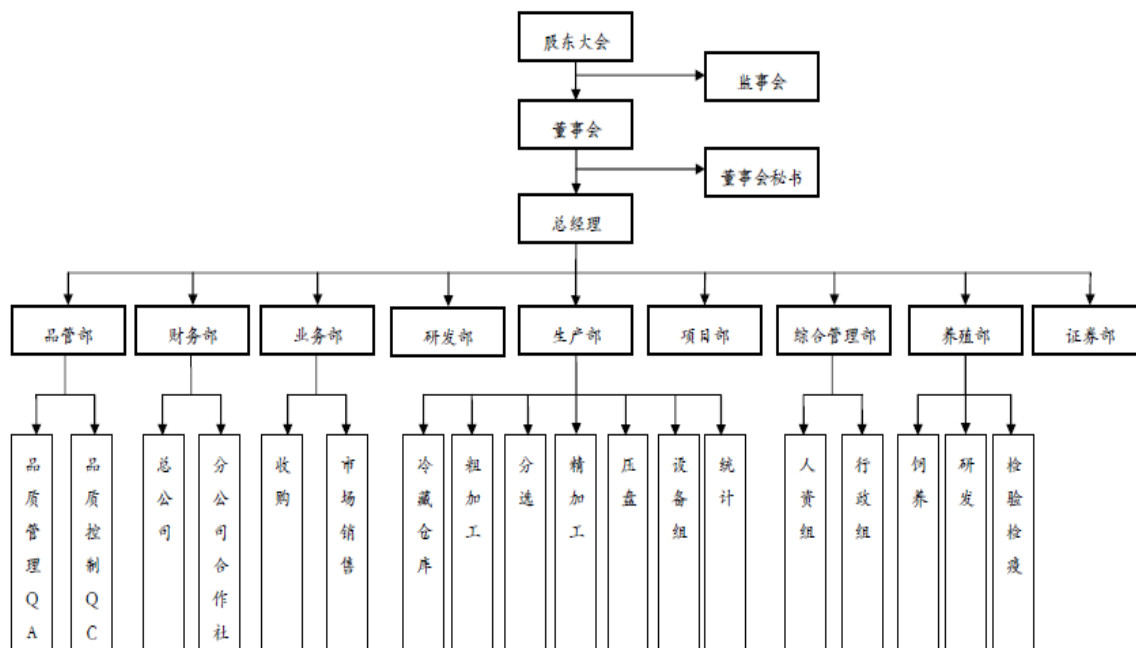 股东大会
监事会
董事会
董事会秘书
总经理
品管部
财务部
业务部
研发部
生产部
项目部
综合管理部
养殖部
证券部
品质管理QA
品质控制QC
总公司
分公司合作社
收购
市场销售
冷藏仓库
粗加工
分选
精加工
压盘
设备组
统计
人资组
行政组
饲养
研发
检验检疫